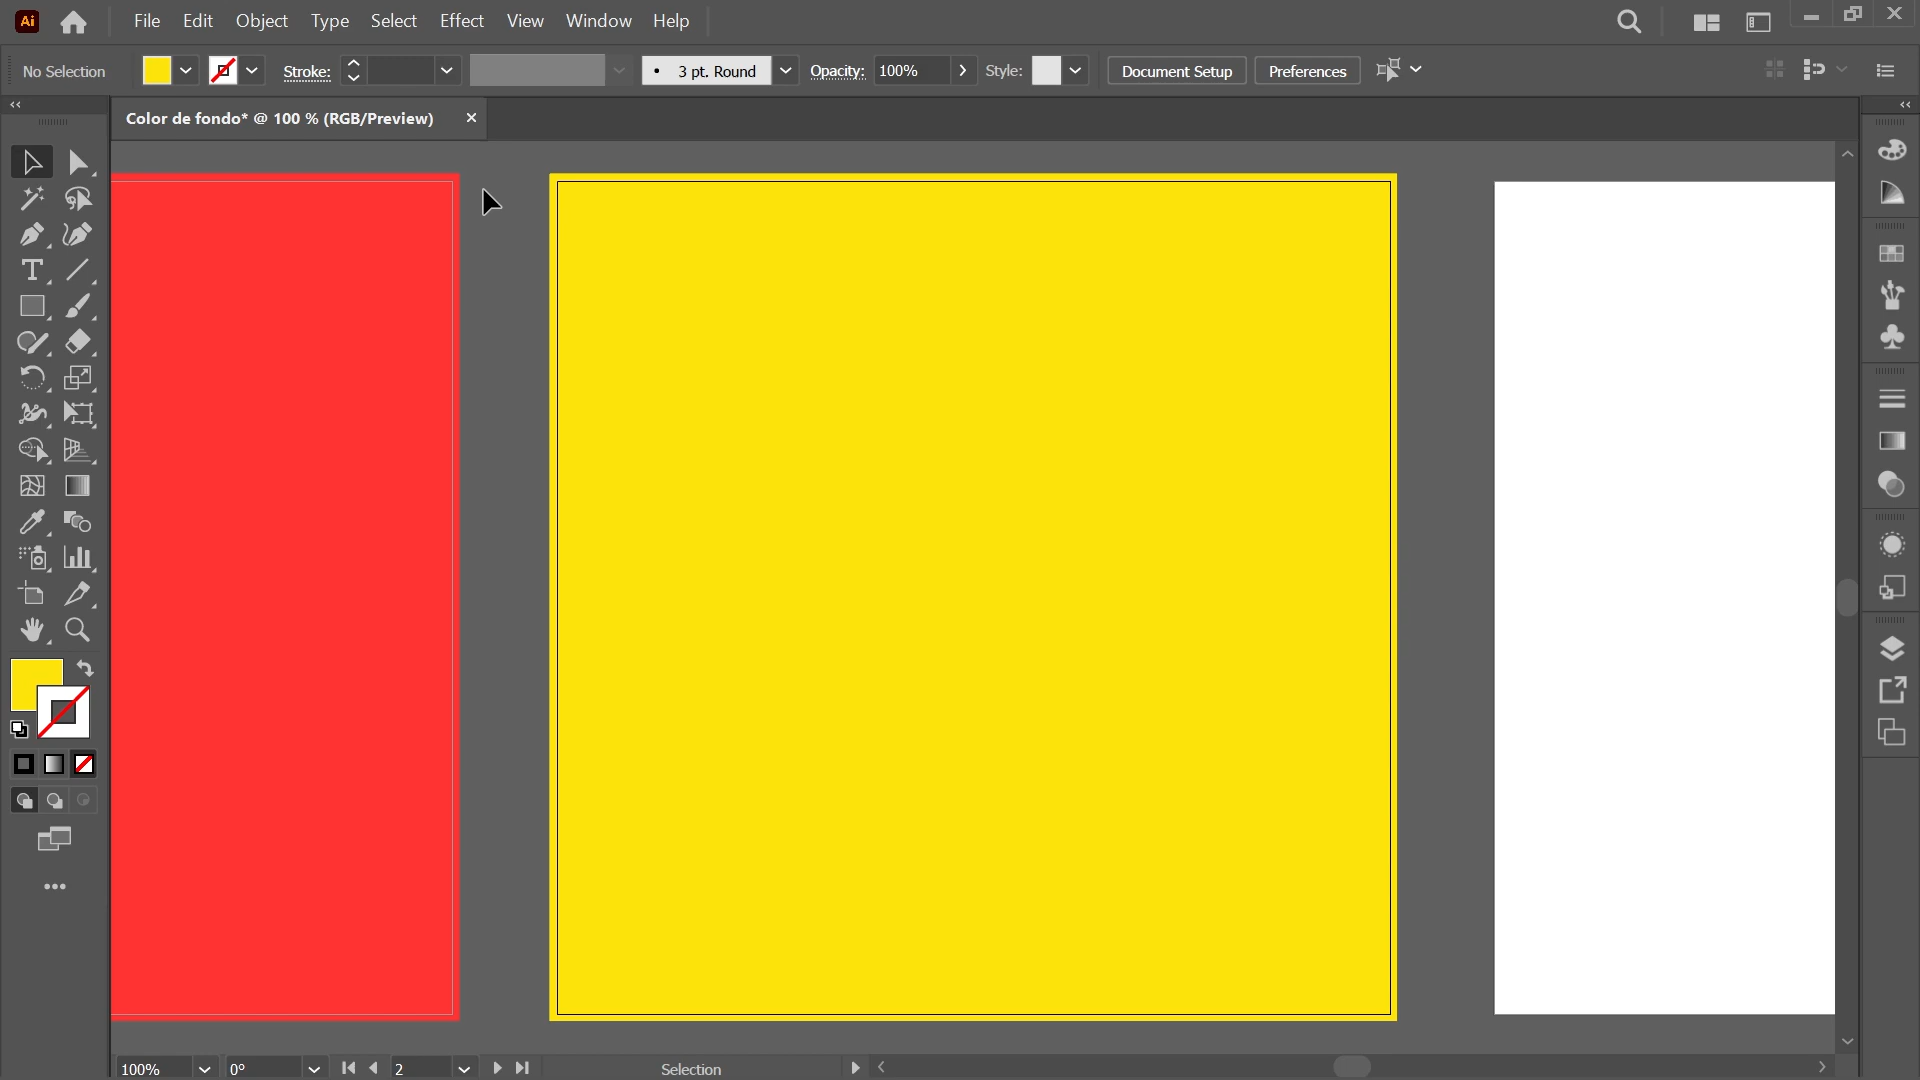 Ai File Edit Object Type Select Effect View Window Help
No Selection Stroke: 3 pt. Round Opacity: 100% Style: Document Setup Preferences
Color de fondo* @ 100 % (RGB/Preview)
100% 0° 2 Selection